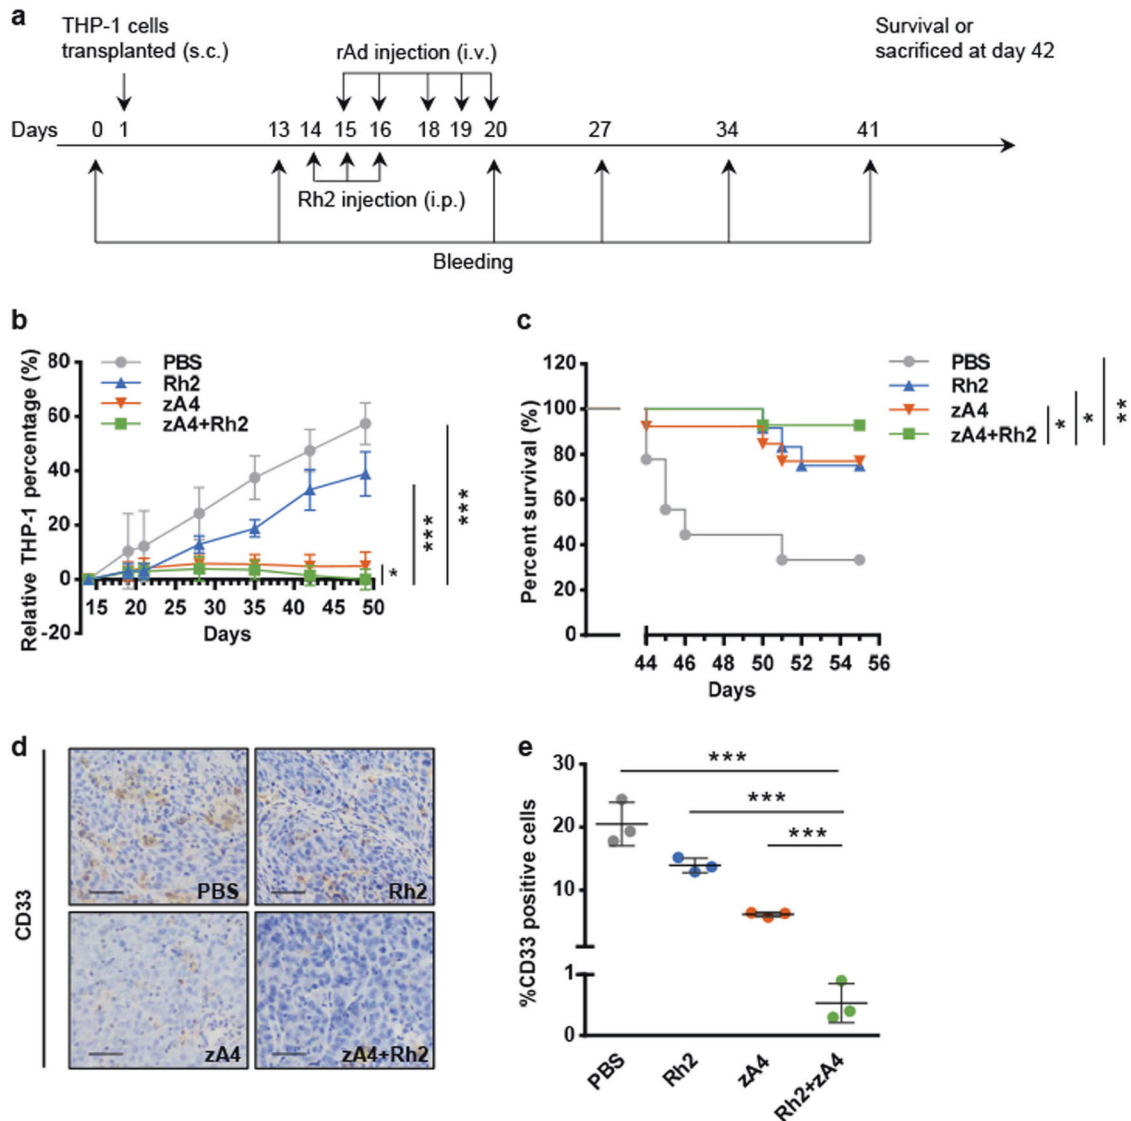 a
THP-1 cells
transplanted (s.c.)
rAd injection (i.v.)
Survival or
sacrificed at day 42
Days 0 1 13 14 15 16 18 19 20 27 34 41
Rh2 injection (i.p.)
Bleeding
b
Relative THP-1 percentage (%)
80
60
40
20
0
-20
PBS
Rh2
zA4
zA4+Rh2
15 20 25 30 35 40 45 50
Days
*
***
***
c
Percent survival (%)
120
100
80
60
40
20
0
44 46 48 50 52 54 56
Days
PBS
Rh2
zA4
zA4+Rh2
*
*
**
d
CD33
PBS
Rh2
zA4
zA4+Rh2
e
%CD33 positive cells
30
20
10
1
0
***
***
***
PBS
Rh2
zA4
Rh2+zA4